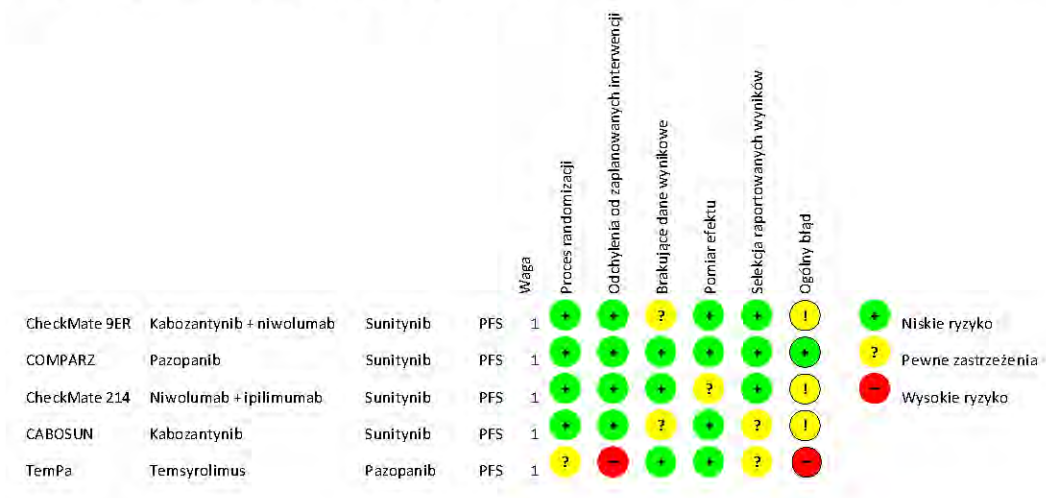 Waga Proces randomizacji Odchylenia od zaplanowanych interwencji Brakujące dane wynikowe Pomiar efektu Selekcja raportowanych wyników Ogólny błąd
CheckMate 9ER Kabozantynib + niwolumab Sunitynib PFS 1 + + ? + + ! + Niskie ryzyko
COMPARZ Pazopanib Sunitynib PFS 1 + + + + + + ? Pewne zastrzeżenia
CheckMate 214 Niwolumab + ipilimumab Sunitynib PFS 1 + + + ? + ! − Wysokie ryzyko
CABOSUN Kabozantynib Sunitynib PFS 1 + + ? + ? !
TemPa Temsyrolimus Pazopanib PFS 1 ? − + + ? −